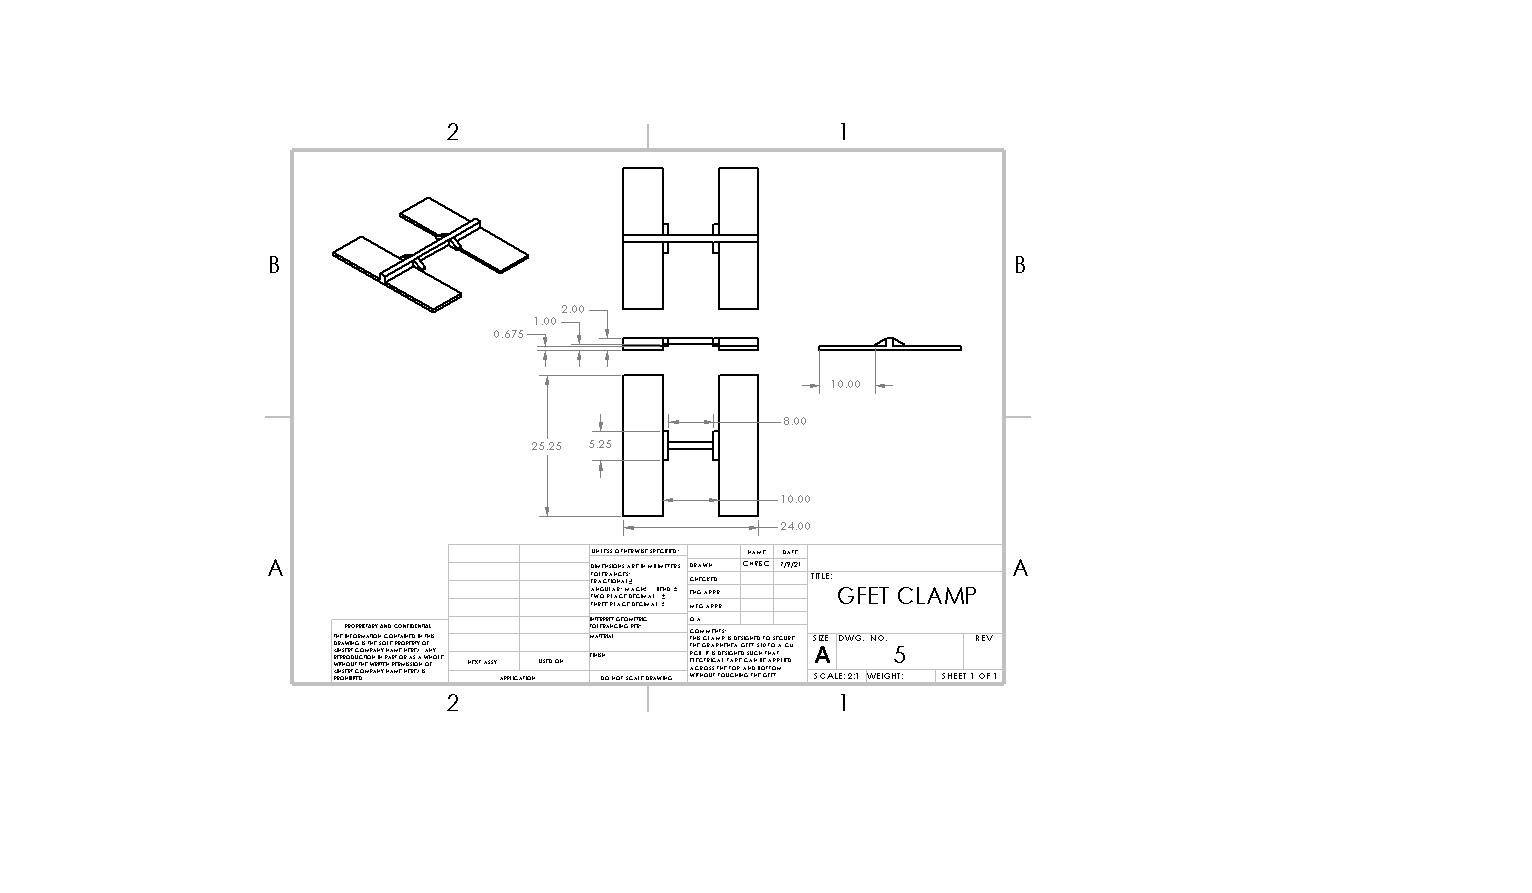 2
1
B
B
2.00
1.00
0.675
10.00
8.00
25.25
5.25
10.00
24.00
A
A
UNLESS OTHERWISE SPECIFIED:
DIMENSIONS ARE IN MILIMETERS
TOLERANCES:
FRACTIONAL ±
ANGULAR: MACH ± BEND ±
TWO PLACE DECIMAL ±
THREE PLACE DECIMAL ±
INTERPRET GEOMETRIC
TOLERANCING PER:
MATERIAL
FINISH
DO NOT SCALE DRAWING
NAME
DATE
DRAWN
7/9/21
CHECKED
ENG APPR.
MFG APPR.
Q.A.
COMMENTS:
THIS CLAMP IS DESIGNED TO SECURE
THE GRAPHENEA GFET S10 TO A CU
PCB. IT IS DESIGNED SUCH THAT
ELECTRICAL TAPE CAN BE APPLIED
ACROSS THE TOP AND BOTTOM
WITHOUT TOUCHING THE GFET.
TITLE:
GFET CLAMP
SIZE
A
DWG. NO.
5
REV
SCALE: 2:1
WEIGHT:
SHEET 1 OF 1
PROPRIETARY AND CONFIDENTIAL
THE INFORMATION CONTAINED IN THIS
DRAWING IS THE SOLE PROPERTY OF
<INSERT COMPANY NAME HERE>. ANY
REPRODUCTION IN PART OR AS A WHOLE
WITHOUT THE WRITTEN PERMISSION OF
<INSERT COMPANY NAME HERE> IS
PROHIBITED.
NEXT ASSY
USED ON
APPLICATION
2
1